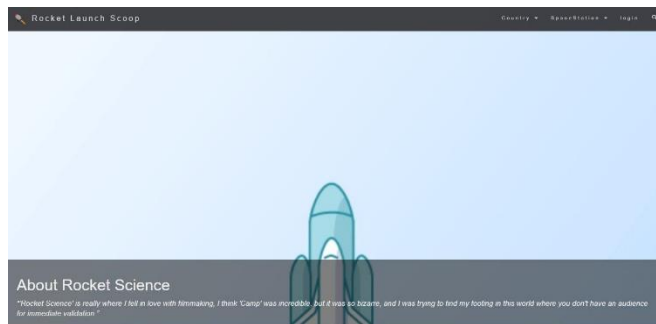 Rocket Launch Scoop
Country
login
About Rocket Science
"'Rocket Science' is really where I fell in love with filmmaking, I think 'Camp' was incredible, but it was so bizarre, and I was trying to find my footing in this world where you don't have an audience
for immediate validation "